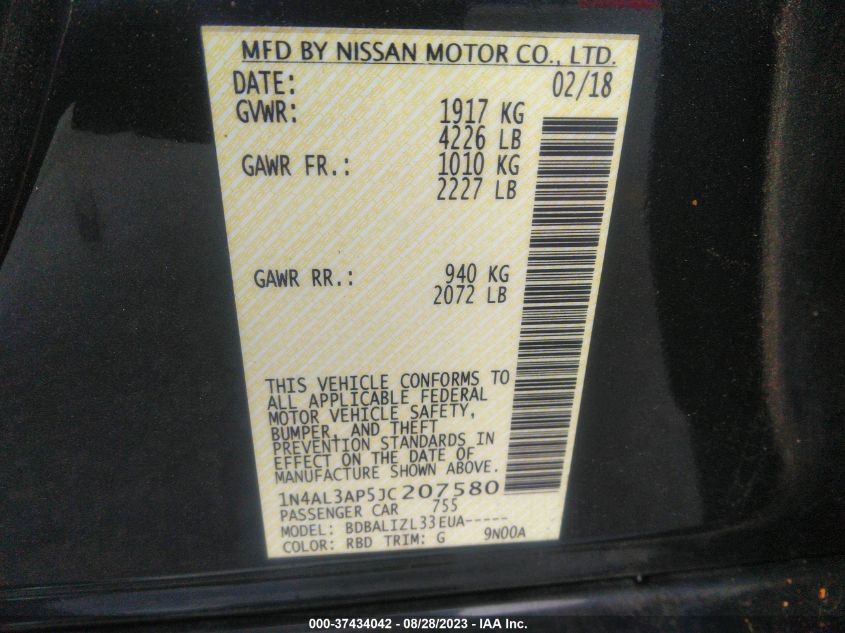 MFD BY NISSAN MOTOR CO., LTD.
DATE: 02/18
GVWR: 1917 KG
4226 LB
GAWR FR.: 1010 KG
2227 LB
GAWR RR.: 940 KG
2072 LB
THIS VEHICLE CONFORMS TO
ALL APPLICABLE FEDERAL
MOTOR VEHICLE SAFETY,
BUMPER, AND THEFT
PREVENTION STANDARDS IN
EFFECT ON THE DATE OF
MANUFACTURE SHOWN ABOVE.
1N4AL3AP5JC207580
PASSENGER CAR 755
MODEL: BDBALIZL33EUA-----
COLOR: RBD TRIM: G 9N00A
000-37434042 - 08/28/2023 - IAA Inc.